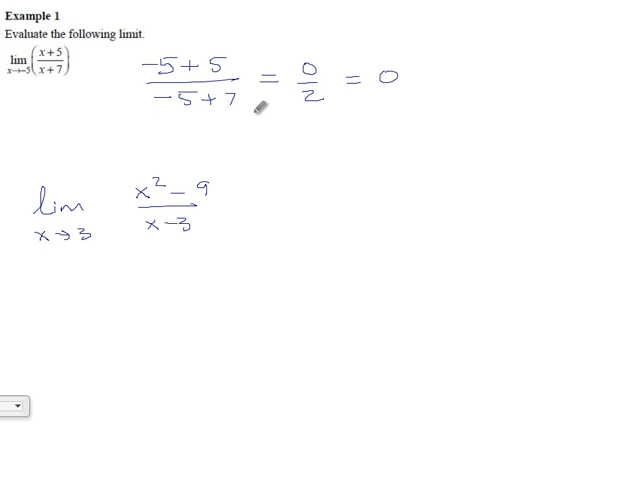 Example 1
Evaluate the following limit.
lim x→-5 (x+5 / x+7)
-5+5 / -5+7 = 0/2 = 0
lim x→3 x² - 9 / x-3